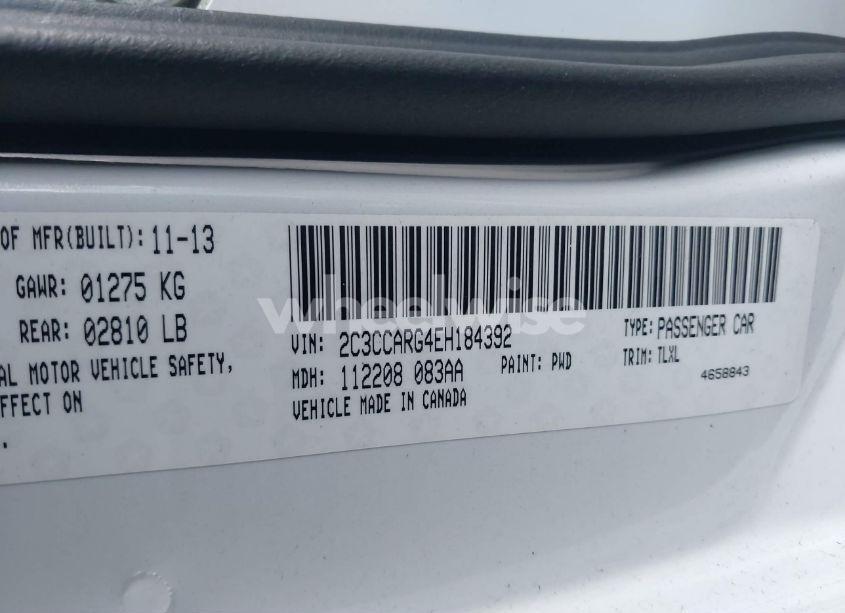 OF MFR(BUILT): 11-13
GAWR: 01275 KG
REAR: 02810 LB
AL MOTOR VEHICLE SAFETY,
FFECT ON
.
wheelwise
VIN: 2C3CCARG4EH184392
TYPE: PASSENGER CAR
MDH: 112208 083AA
PAINT: PWD
TRIM: TLXL
VEHICLE MADE IN CANADA
4658843